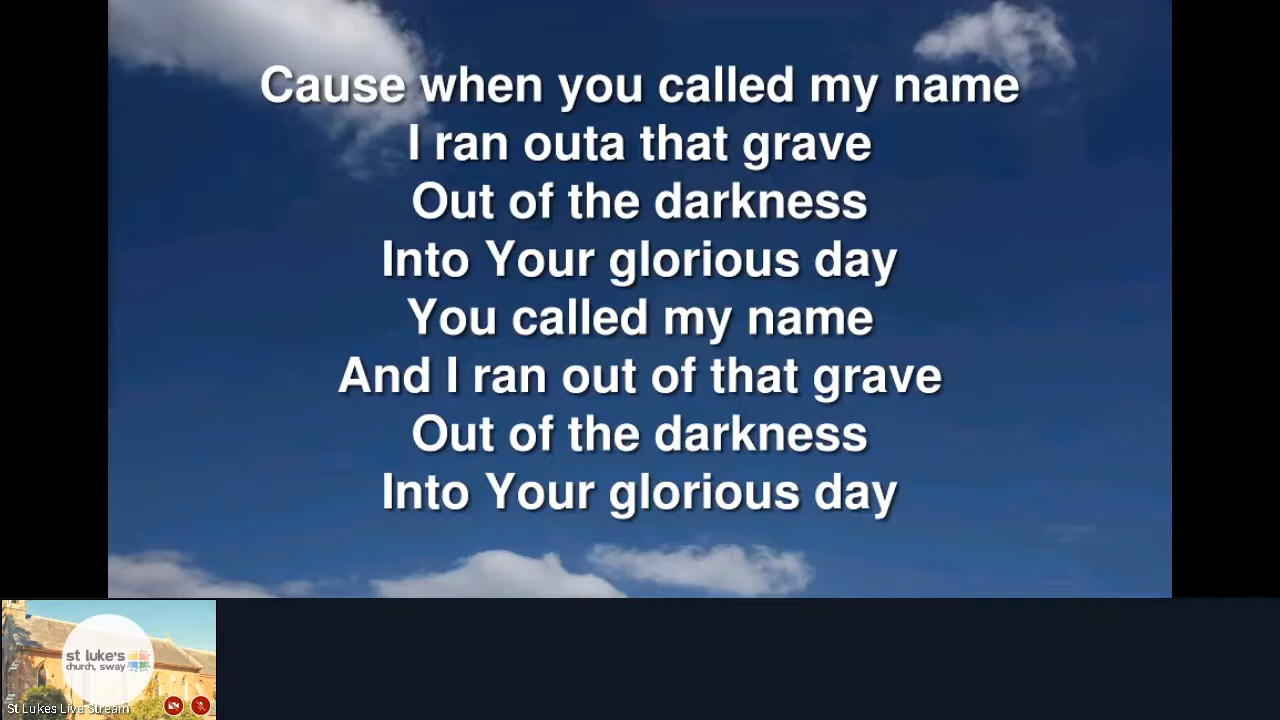 Cause when you called my name
I ran outa that grave
Out of the darkness
Into Your glorious day
You called my name
And I ran out of that grave
Out of the darkness
Into Your glorious day
st luke's
church, sway
St Lukes Live Stream